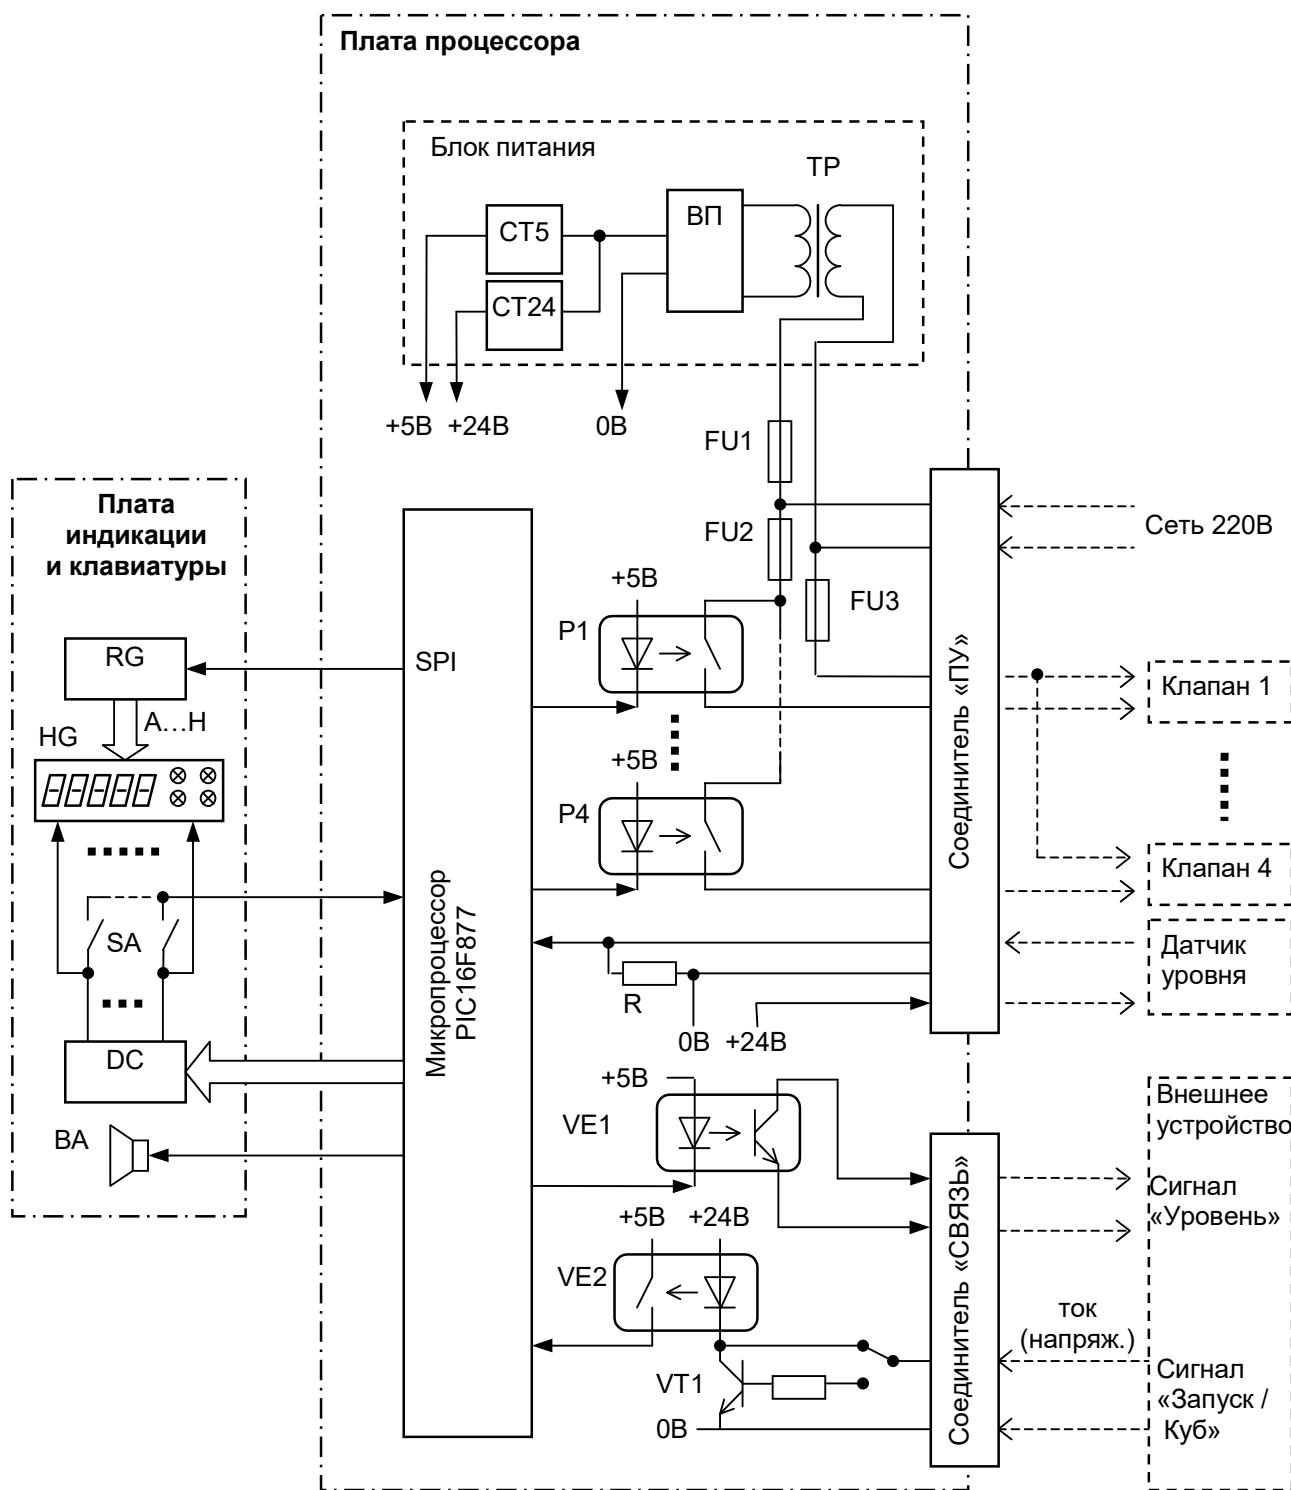 Плата процессора
Блок питания
ТР
ВП
СТ5
СТ24
+5В
+24В
0В
FU1
FU2
FU3
Сеть 220В
Плата
индикации
и клавиатуры
RG
A…H
HG
SA
DC
BA
SPI
Микропроцессор
PIC16F877
+5В
P1
+5В
P4
R
0В
+24В
Соединитель «ПУ»
Клапан 1
Клапан 4
Датчик
уровня
+5В
VE1
+5В
+24В
VE2
VT1
0В
Соединитель «СВЯЗЬ»
Внешнее
устройство
Сигнал
«Уровень»
ток
(напряж.)
Сигнал
«Запуск /
Куб»